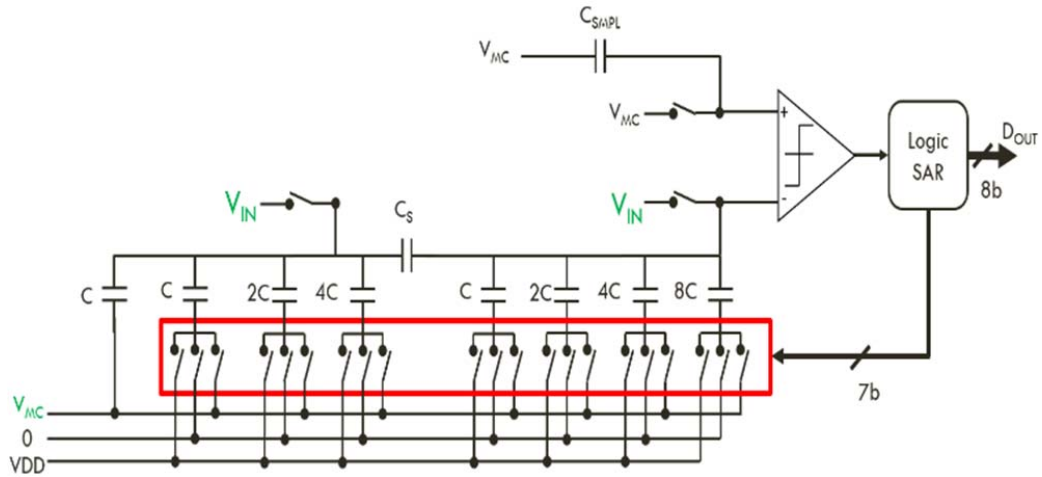 C_SMPL
V_MC
V_MC
+
-
Logic
SAR
D_OUT
8b
V_IN
C_S
V_IN
C
C
2C
4C
C
2C
4C
8C
7b
V_MC
0
VDD